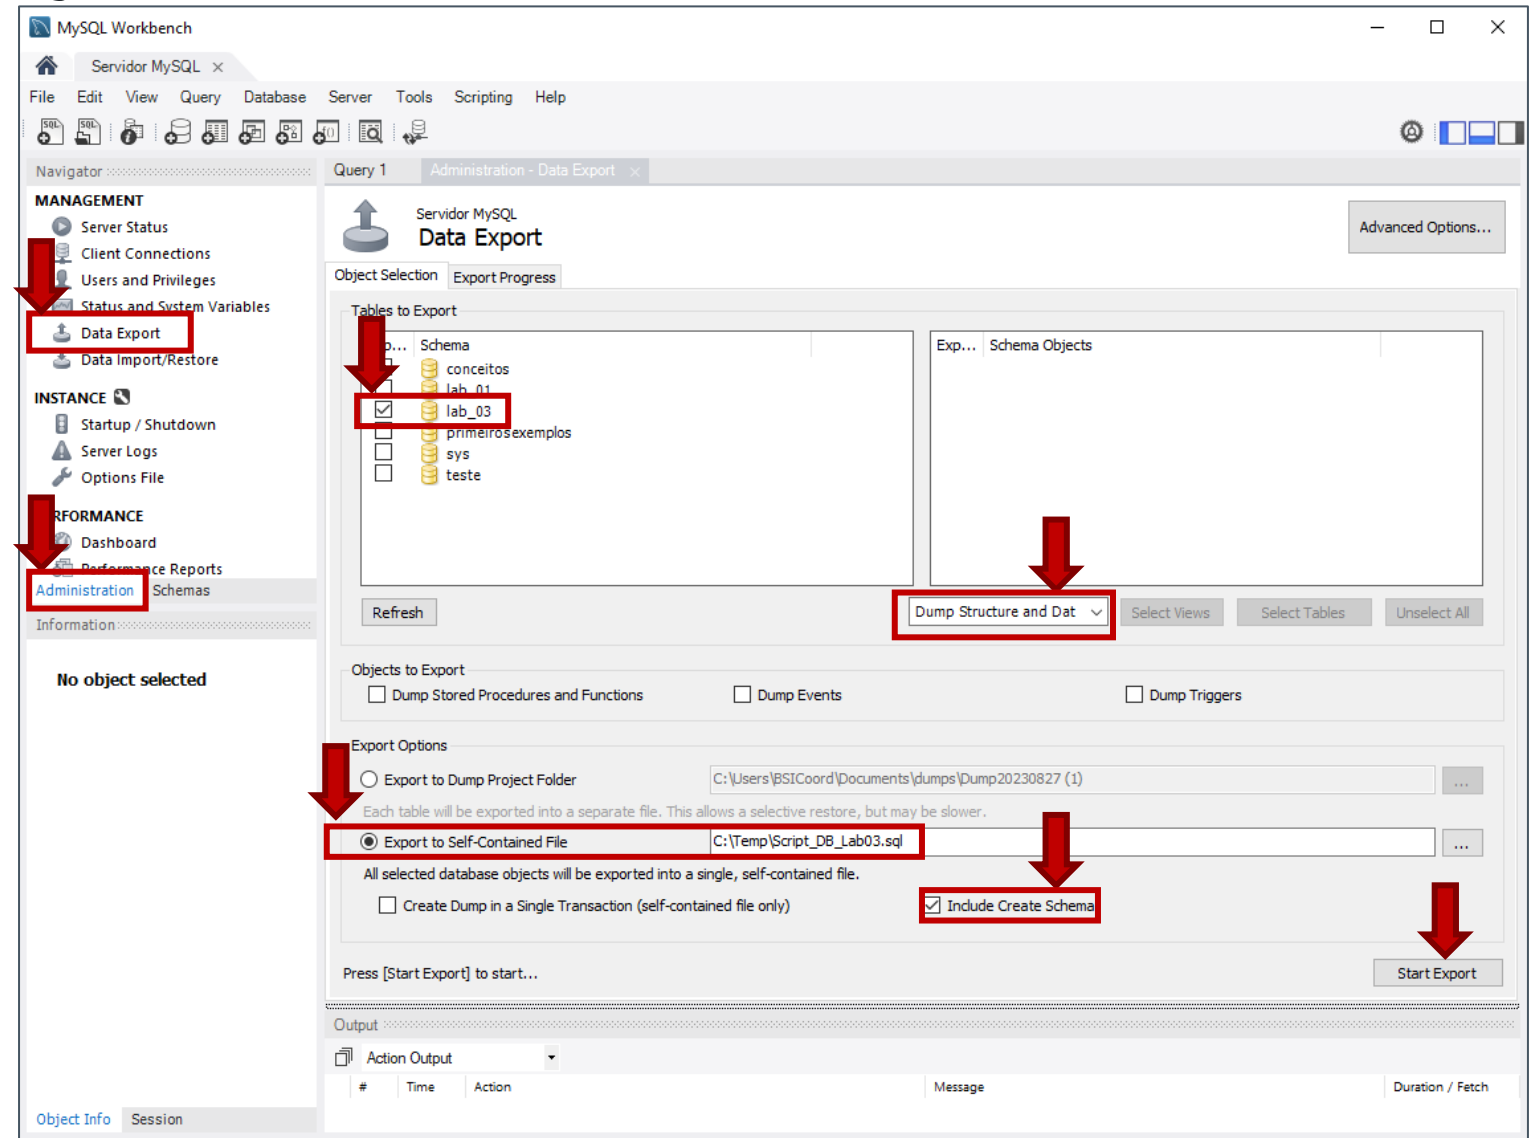 MySQL Workbench
Servidor MySQL
File Edit View Query Database Server Tools Scripting Help
Navigator
MANAGEMENT
Server Status
Client Connections
Users and Privileges
Status and System Variables
Data Export
Data Import/Restore
INSTANCE
Startup / Shutdown
Server Logs
Options File
RFORMANCE
Dashboard
Performance Reports
Administration Schemas
Information
No object selected
Object Info Session
Query 1 Administration - Data Export
Servidor MySQL
Data Export
Advanced Options...
Object Selection Export Progress
Tables to Export
Schema
conceitos
lab_01
lab_03
primeirosexemplos
sys
teste
Exp... Schema Objects
Refresh Dump Structure and Dat Select Views Select Tables Unselect All
Objects to Export
Dump Stored Procedures and Functions Dump Events Dump Triggers
Export Options
Export to Dump Project Folder C:\Users\BSICoord\Documents\dumps\Dump20230827 (1) ...
Each table will be exported into a separate file. This allows a selective restore, but may be slower.
Export to Self-Contained File C:\Temp\Script_DB_Lab03.sql ...
All selected database objects will be exported into a single, self-contained file.
Create Dump in a Single Transaction (self-contained file only) Include Create Schema
Press [Start Export] to start... Start Export
Output
Action Output
# Time Action Message Duration / Fetch